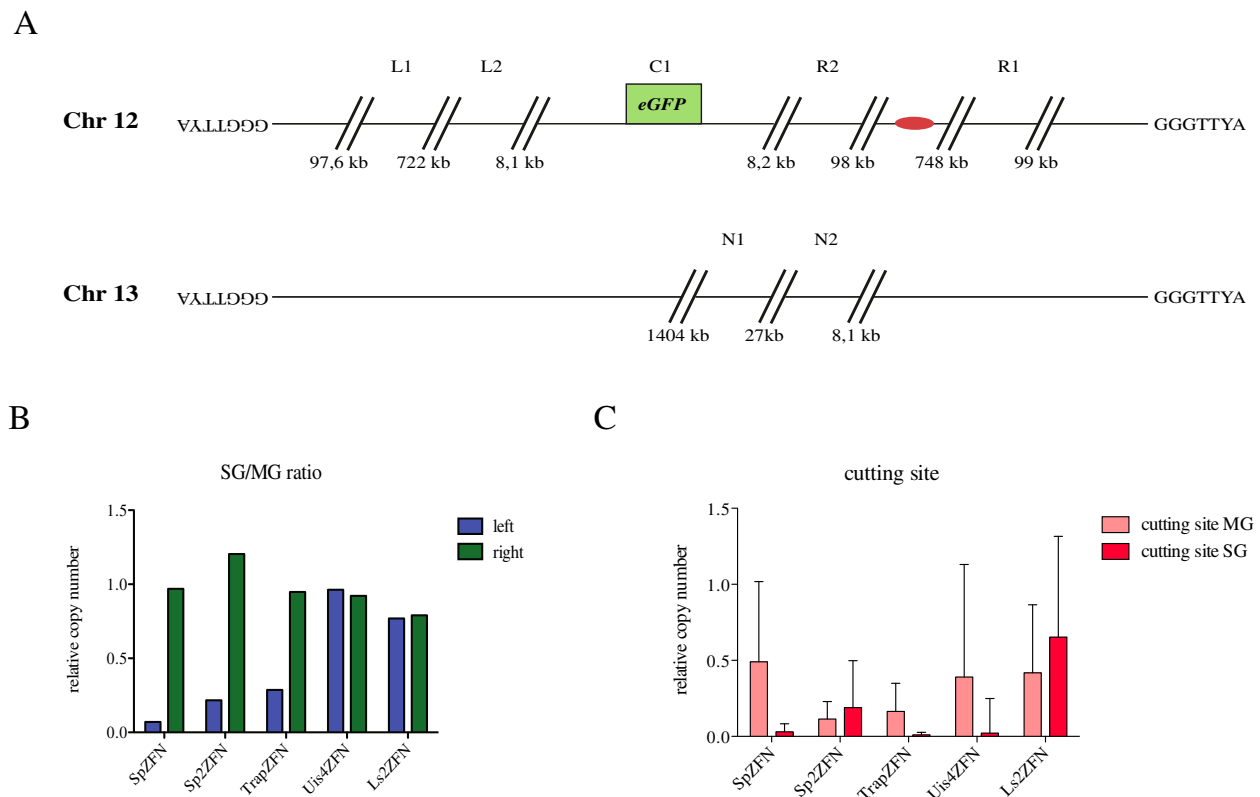 A
L1 L2 C1 R2 R1
Chr 12 GGGTTYA eGFP GGGTTYA
97,6 kb 722 kb 8,1 kb 8,2 kb 98 kb 748 kb 99 kb
N1 N2
Chr 13 GGGTTYA GGGTTYA
1404 kb 27kb 8,1 kb
B
SG/MG ratio
relative copy number
1.5
1.0
0.5
0.0
SpZFN Sp2ZFN TrapZFN Uis4ZFN Ls2ZFN
left
right
C
cutting site
relative copy number
1.5
1.0
0.5
0.0
SpZFN Sp2ZFN TrapZFN Uis4ZFN Ls2ZFN
cutting site MG
cutting site SG